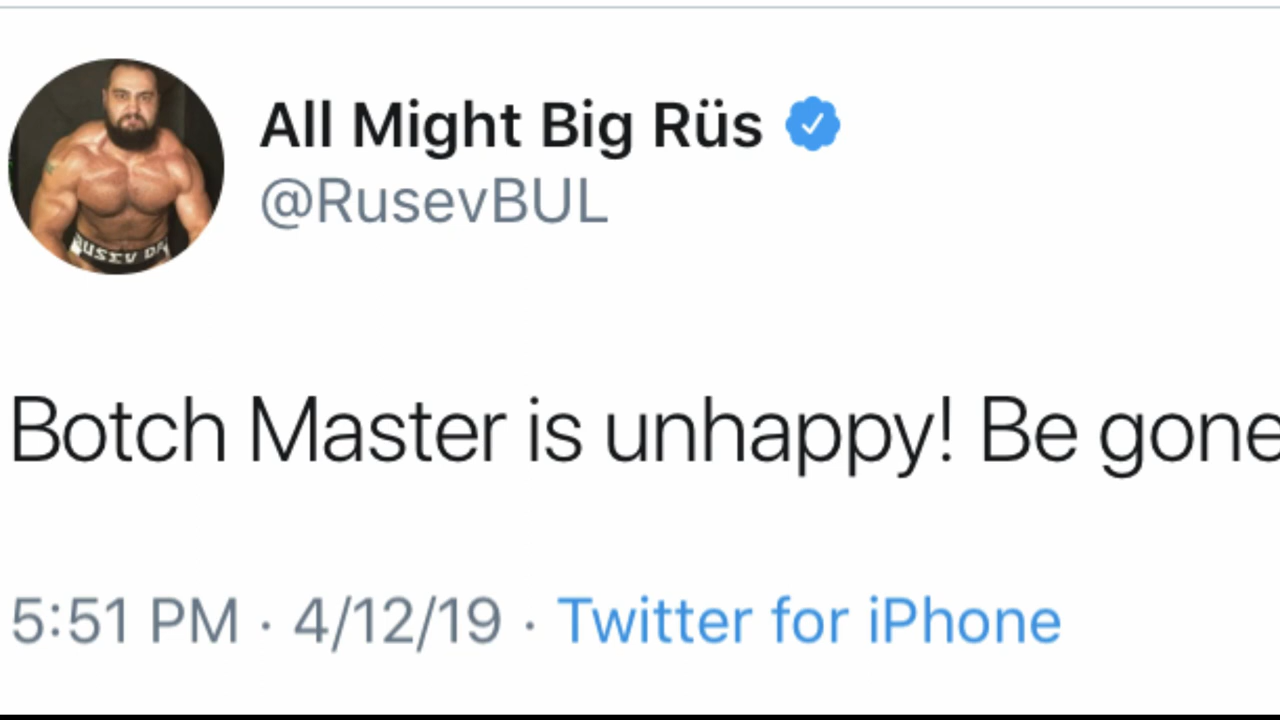 All Might Big Rüs
@RusevBUL
Botch Master is unhappy! Be gone
5:51 PM · 4/12/19 · Twitter for iPhone